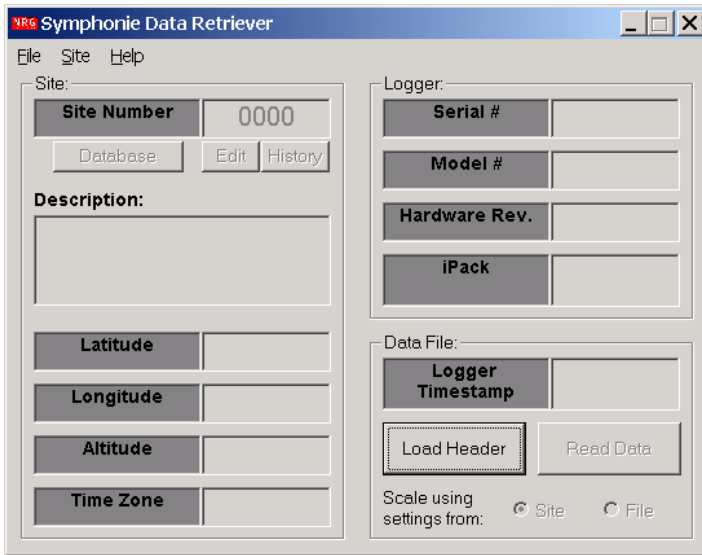 NRG Symphonie Data Retriever
File Site Help
Site:
Site Number 0000
Database Edit History
Description:
Latitude
Longitude
Altitude
Time Zone
Logger:
Serial #
Model #
Hardware Rev.
iPack
Data File:
Logger
Timestamp
Load Header Read Data
Scale using
settings from: Site File